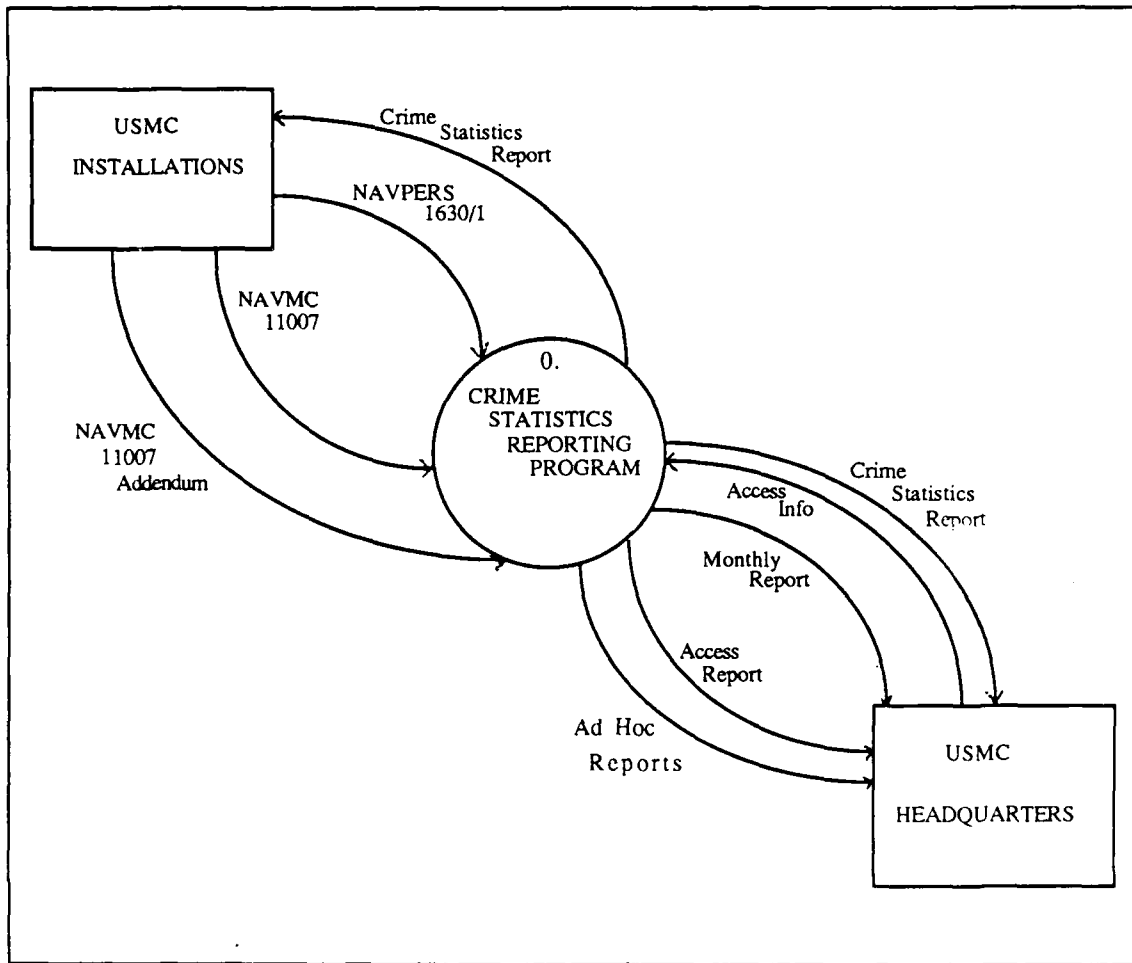 USMC
INSTALLATIONS
Crime
Statistics
Report
NAVPERS
1630/1
NAVMC
11007
NAVMC
11007
Addendum
0.
CRIME
STATISTICS
REPORTING
PROGRAM
Crime
Statistics
Report
Access
Info
Monthly
Report
Access
Report
Ad Hoc
Reports
USMC
HEADQUARTERS